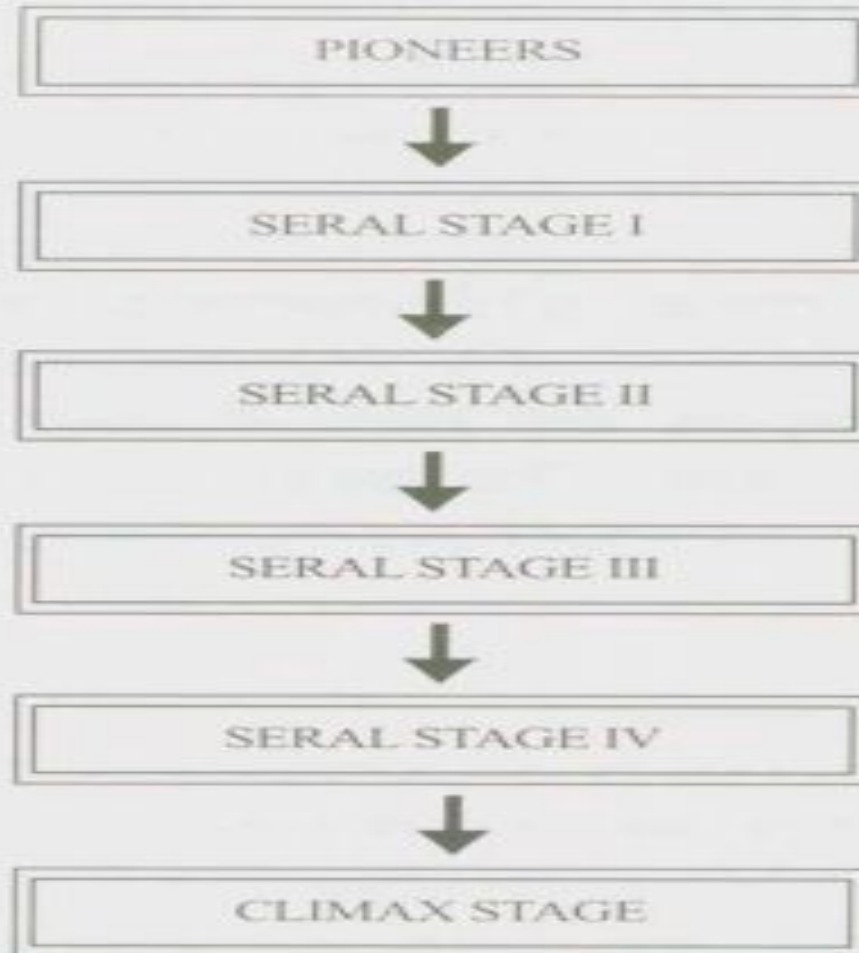 PIONEERS
SERAL STAGE I
SERAL STAGE II
SERAL STAGE III
SERAL STAGE IV
CLIMAX STAGE